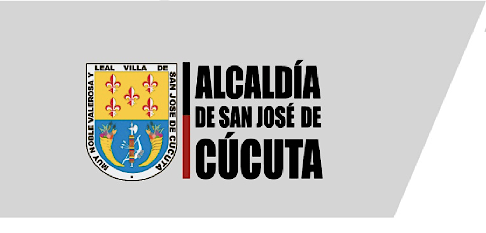 MUY NOBLE VALEROSA Y LEAL VILLA DE SAN JOSE DE CUCUTA
ALCALDÍA
DE SAN JOSÉ DE
CÚCUTA